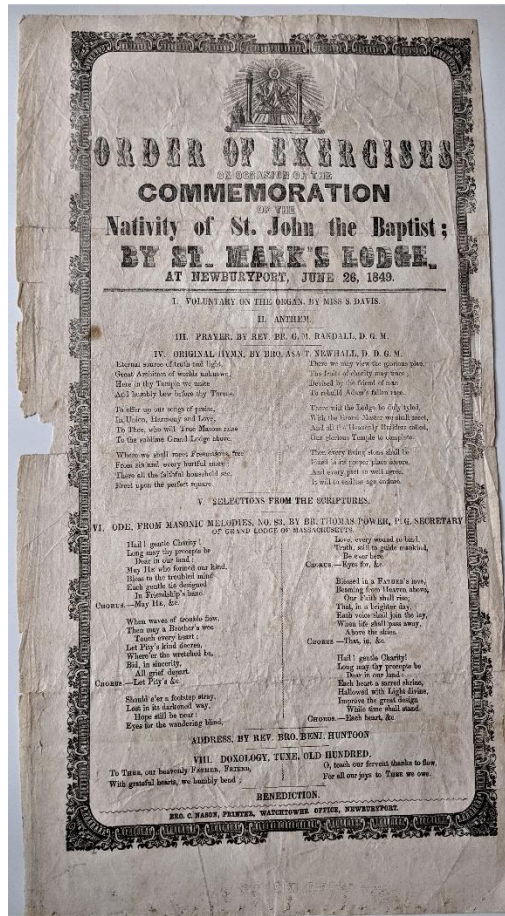 ORDER OF EXERCISES
ON OCCASION OF THE
COMMEMORATION
OF THE
Nativity of St. John the Baptist;
BY ST. MARK'S LODGE,
AT NEWBURYPORT, JUNE 26, 1849.
I. VOLUNTARY ON THE ORGAN, BY MISS S. DAVIS.
II. ANTHEM.
III. PRAYER, BY REV. BR. G. M. RANDALL, D. G. M.
IV. ORIGINAL HYMN, BY BRO. ASA T. NEWHALL, D. D. G. M.
Eternal source of truth and light,
Great Architect of worlds unknown;
Here in thy Temple we unite
And humbly bow before thy Throne.
To offer up our songs of praise,
In Union, Harmony and Love,
To Thee, who will True Masons raise
To the sublime Grand Lodge above.
Where we shall meet Freemasons, free
From sin and every hurtful snare;
There all the faithful household see,
Erect upon the perfect square.
There we may view the glorious plan,
The fruits of charity may trace;
Devised by the friend of man
To rebuild Adam's fallen race.
There will the Lodge be duly tyled,
With the Grand Master we shall meet,
And all the Heavenly Builders
Our glorious Temple to complete.
Then every living stone shall be
Found in its proper place secure,
And every part so well agree,
It will to endless age endure.
V. SELECTIONS FROM THE SCRIPTURES.
VI. ODE, FROM MASONIC MELODIES, NO. 83, BY BR. THOMAS POWER, P. G. SECRETARY
OF GRAND LODGE OF MASSACHUSETTS.
Hail! gentle Charity!
Long may thy precepts be
Dear in our land:
May HE who formed our kind,
Bless to the troubled mind
Each gentle tie designed
In Friendship's band.
CHORUS.—May HE, &c.
When waves of trouble flow,
Then may a Brother's woe
Touch every heart:
Let Pity's kind decree,
Where'er the wretched be,
Bid, in sincerity,
All grief depart.
CHORUS—Let Pity's &c.
Should e'er a footstep stray,
Lost in its darkened way,
Hope still be near:
Eyes for the wandering blind,
Love, every wound to bind,
Truth, still to guide mankind,
Be ever here.
CHORUS.—Eyes for, &c.
Blessed in a FATHER'S love,
Beaming from Heaven above,
Our Faith shall rise;
That, in a brighter day,
Each voice shall join the lay,
When life shall pass away,
Above the skies.
CHORUS—That, in, &c.
Hail! gentle Charity!
Long may thy precepts be
Dear in our land:
Each heart a sacred shrine,
Hallowed with Light divine,
Improve the great design
While time shall stand.
CHORUS.—Each heart, &c.
ADDRESS, BY REV. BRO. BENJ. HUNTOON
VIII. DOXOLOGY, TUNE, OLD HUNDRED.
To THEE, our heavenly FATHER, FRIEND,
With grateful hearts, we humbly bend;
O, teach our fervent thanks to flow,
For all our joys to THEE we owe.
BENEDICTION.
BRO. C. NASON, PRINTER, WATCHTOWER OFFICE, NEWBURYPORT.